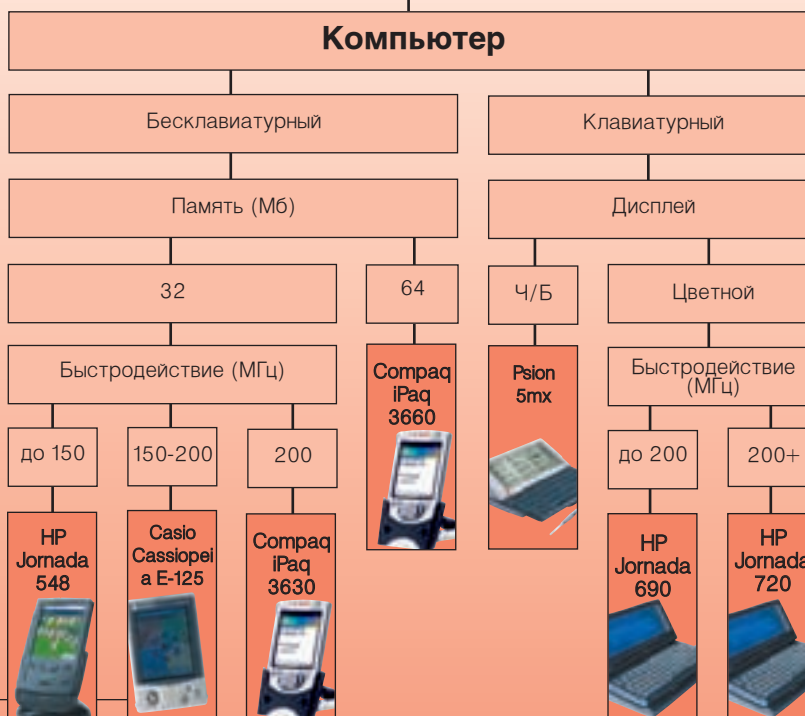 Компьютер
Бесклавиатурный
Клавиатурный
Память (Мб)
Дисплей
32
64
Ч/Б
Цветной
Быстродействие (МГц)
Compaq
iPaq
3660
Psion
5mx
Быстродействие
(МГц)
до 150
150-200
200
до 200
200+
HP
Jornada
548
Casio
Cassiopei
a E-125
Compaq
iPaq
3630
HP
Jornada
690
HP
Jornada
720